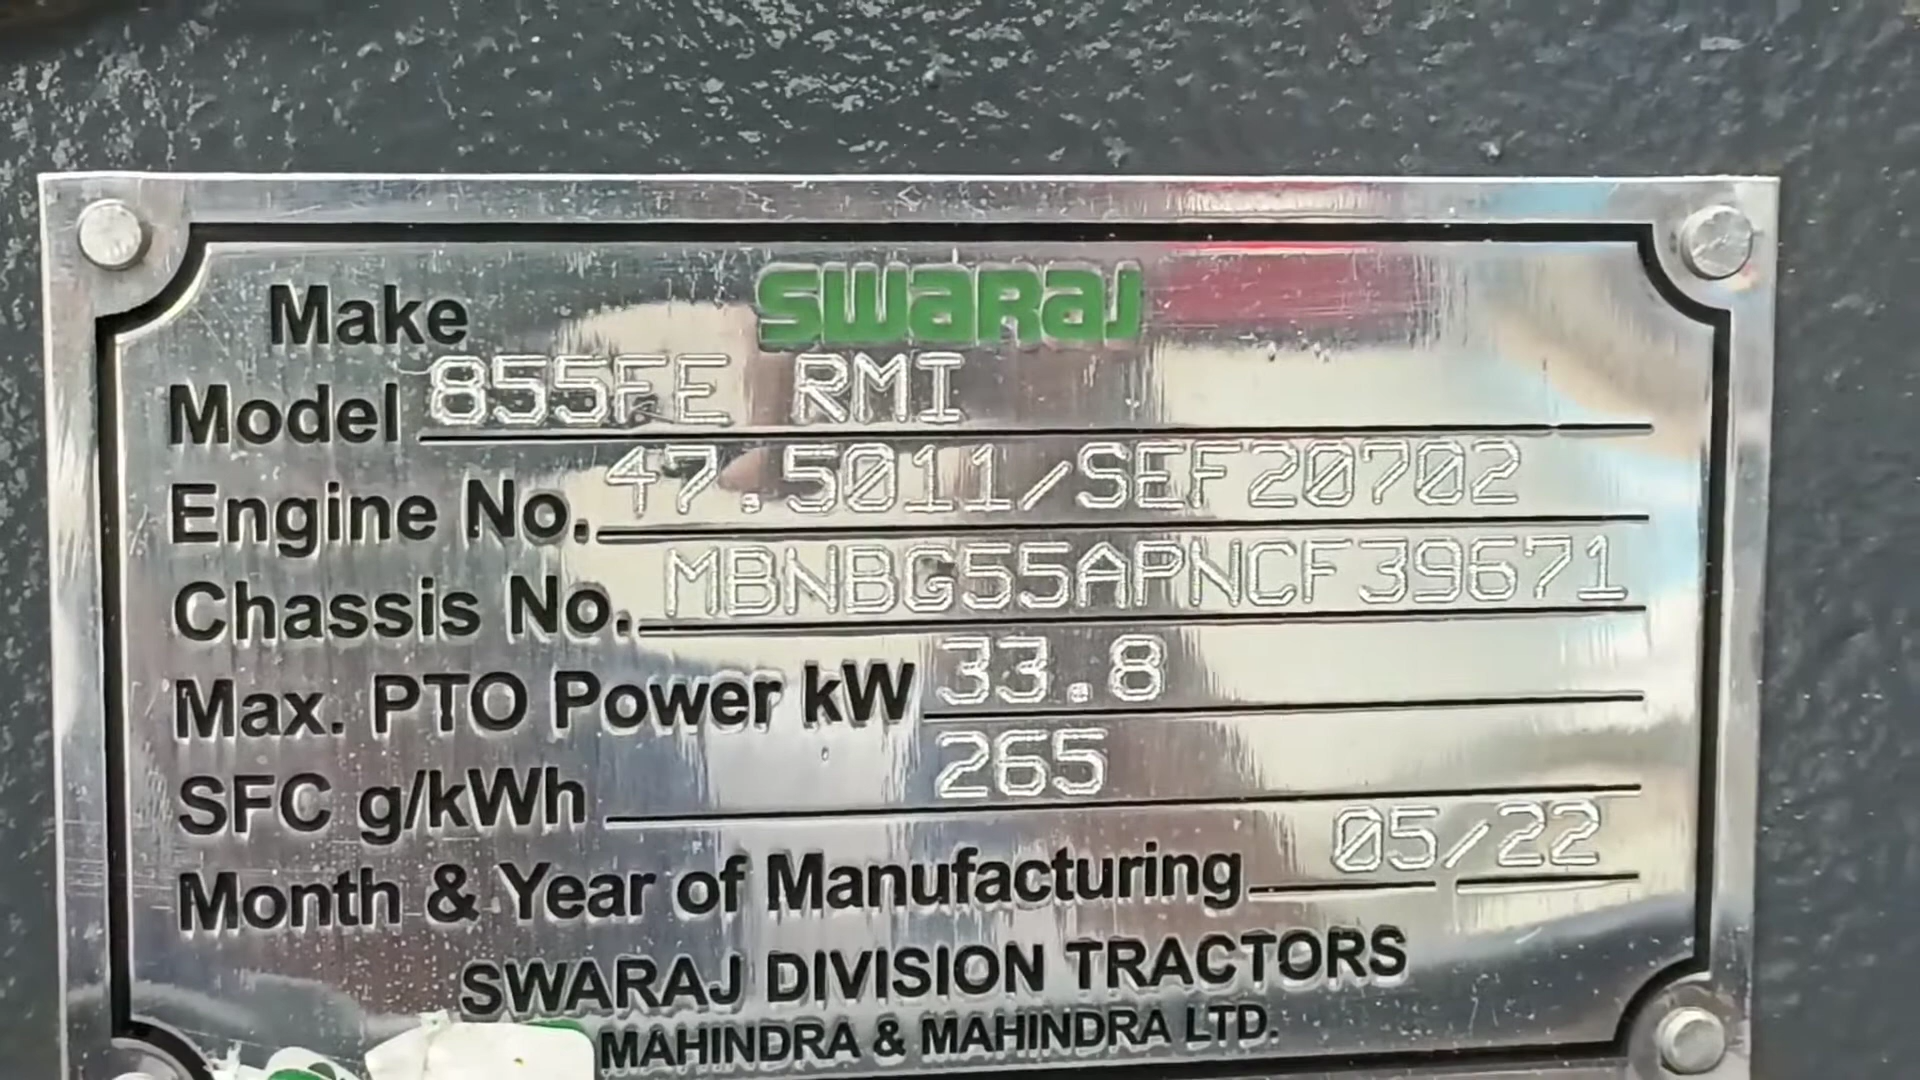 Make SWARAJ
Model 855FE RMI
Engine No. 47.5011/SEF20702
Chassis No. MBNBG55APNCF39671
Max. PTO Power kW 33.8
SFC g/kWh 265
Month & Year of Manufacturing 05/22
SWARAJ DIVISION TRACTORS
MAHINDRA & MAHINDRA LTD.